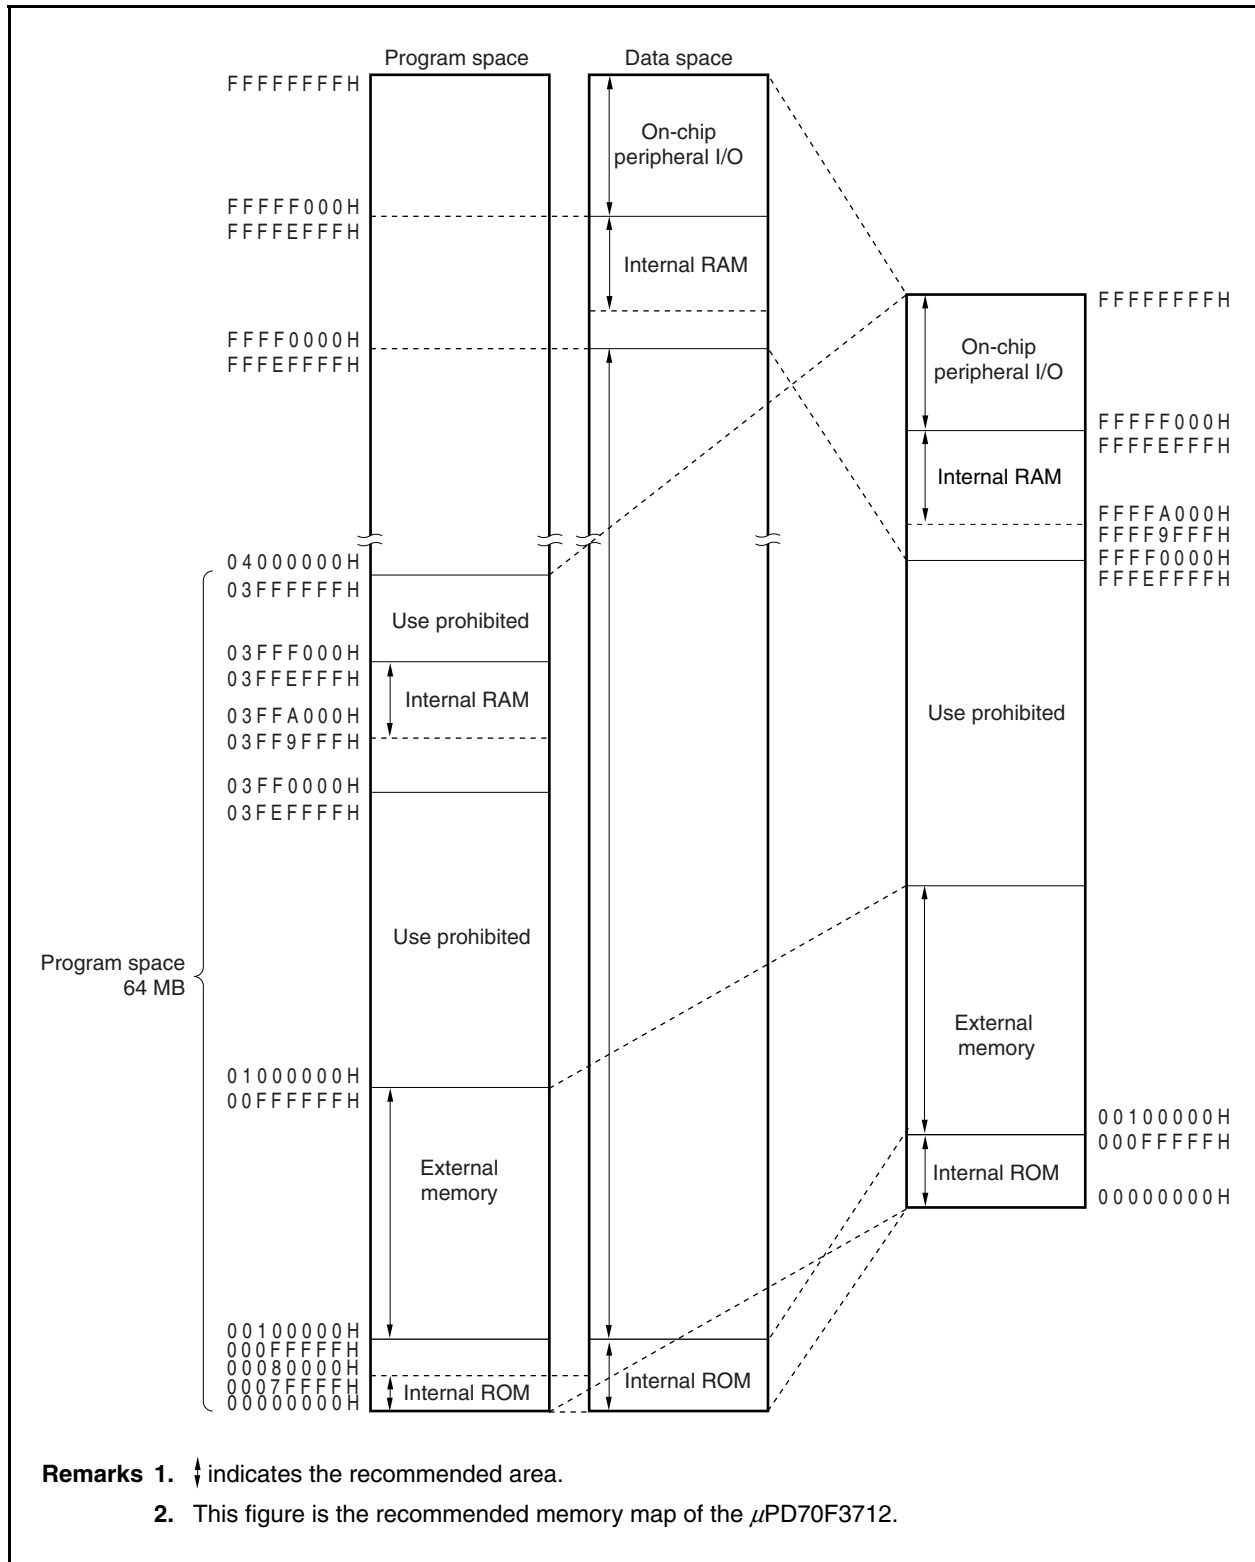 Program space
Data space
FFFFFFFFH
On-chip
peripheral I/O
FFFFF000H
FFFFEFFFH
Internal RAM
FFFF0000H
FFFEFFFFH
04000000H
03FFFFFFH
Use prohibited
03FFF000H
03FFEFFFH
Internal RAM
03FFA000H
03FF9FFFH
03FF0000H
03FEFFFFH
Use prohibited
Program space
64 MB
01000000H
00FFFFFFH
External
memory
00100000H
000FFFFFH
00080000H
0007FFFFH
00000000H
Internal ROM
Internal ROM
FFFFFFFFH
On-chip
peripheral I/O
FFFFF000H
FFFFEFFFH
Internal RAM
FFFFA000H
FFFF9FFFH
FFFF0000H
FFFEFFFFH
Use prohibited
External
memory
00100000H
000FFFFFH
Internal ROM
00000000H
Remarks 1. indicates the recommended area.
2. This figure is the recommended memory map of the μPD70F3712.